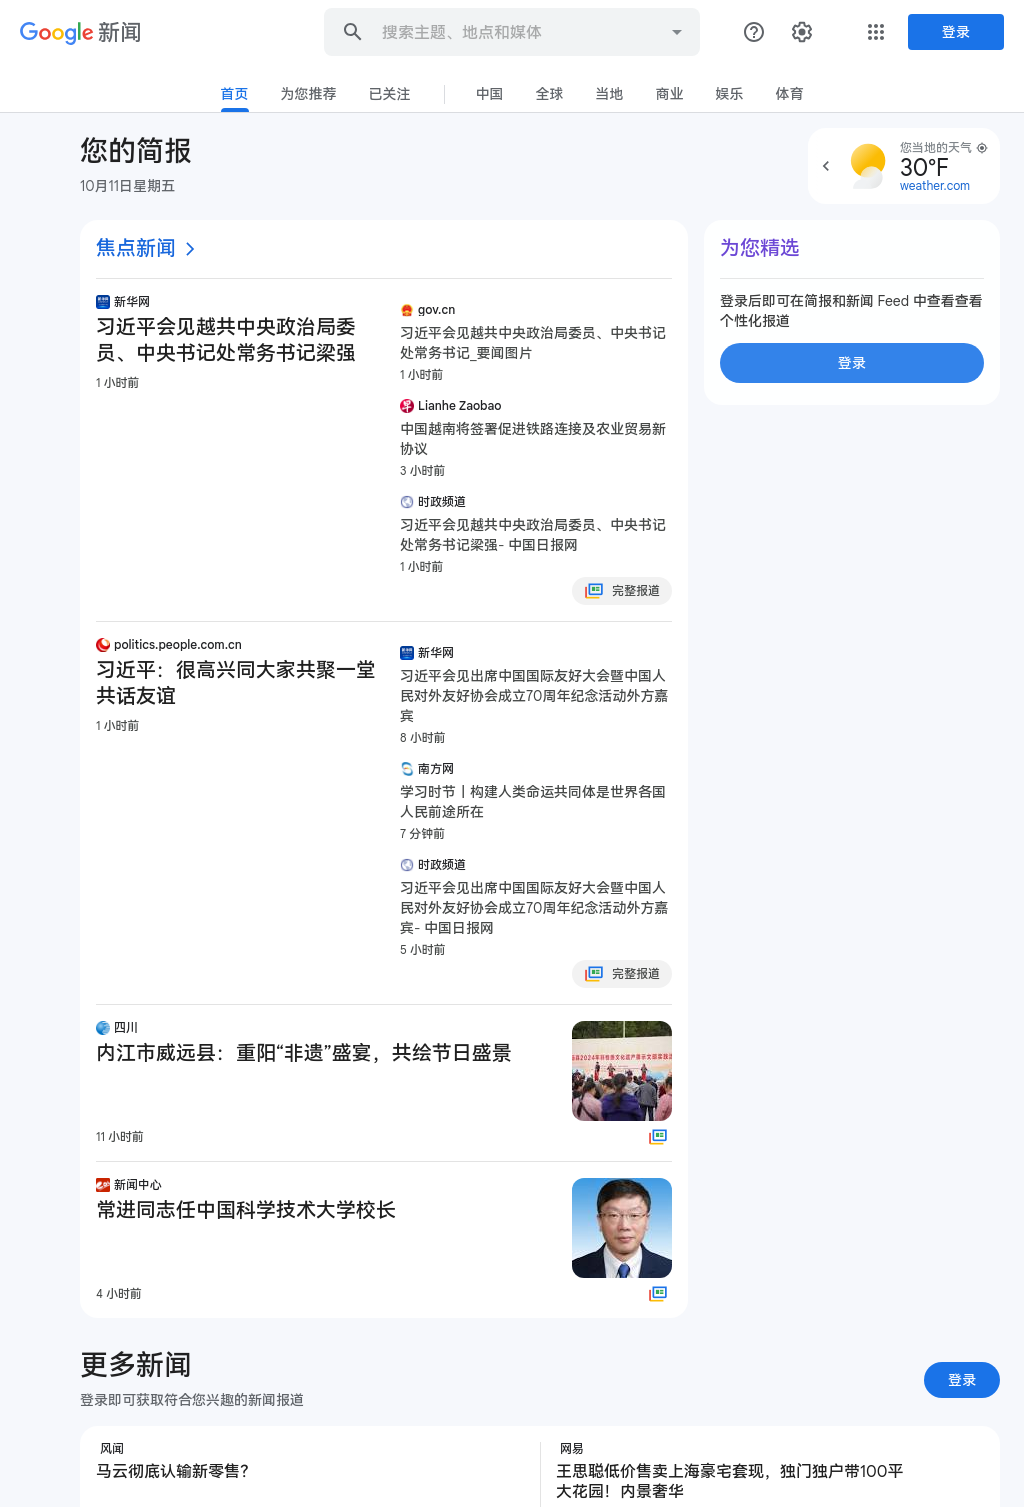 Google 新闻
搜索主题、地点和媒体
登录
首页
为您推荐
已关注
中国
全球
当地
商业
娱乐
体育
您的简报
10月11日星期五
您当地的天气
30°F
weather.com
焦点新闻
新华网
习近平会见越共中央政治局委
员、中央书记处常务书记梁强
1 小时前
gov.cn
习近平会见越共中央政治局委员、中央书记
处常务书记_要闻图片
1 小时前
Lianhe Zaobao
中国越南将签署促进铁路连接及农业贸易新
协议
3 小时前
时政频道
习近平会见越共中央政治局委员、中央书记
处常务书记梁强- 中国日报网
1 小时前
完整报道
politics.people.com.cn
习近平：很高兴同大家共聚一堂
共话友谊
1 小时前
新华网
习近平会见出席中国国际友好大会暨中国人
民对外友好协会成立70周年纪念活动外方嘉
宾
8 小时前
南方网
学习时节丨构建人类命运共同体是世界各国
人民前途所在
7 分钟前
时政频道
习近平会见出席中国国际友好大会暨中国人
民对外友好协会成立70周年纪念活动外方嘉
宾- 中国日报网
5 小时前
完整报道
四川
内江市威远县：重阳“非遗”盛宴，共绘节日盛景
11 小时前
新闻中心
常进同志任中国科学技术大学校长
4 小时前
为您精选
登录后即可在简报和新闻 Feed 中查看查看
个性化报道
登录
更多新闻
登录即可获取符合您兴趣的新闻报道
登录
风闻
马云彻底认输新零售？
网易
王思聪低价售卖上海豪宅套现，独门独户带100平
大花园！内景奢华